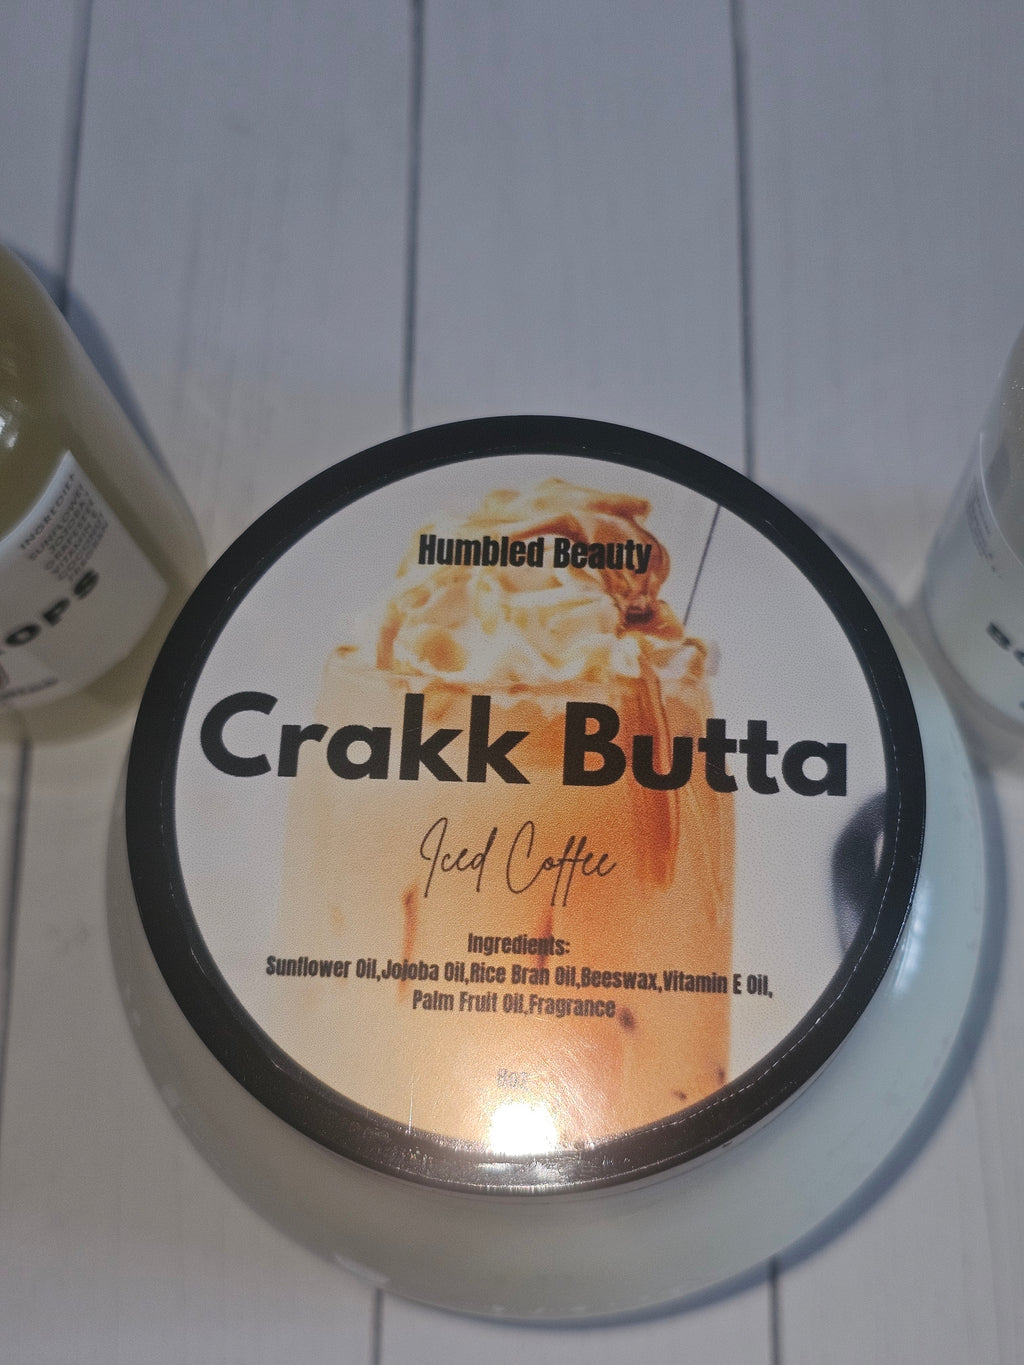 Humbled Beauty
Crakk Butta
Iced Coffee
Ingredients:
Sunflower Oil,Jojoba Oil,Rice Bran Oil,Beeswax,Vitamin E Oil,
Palm Fruit Oil,Fragrance
8oz